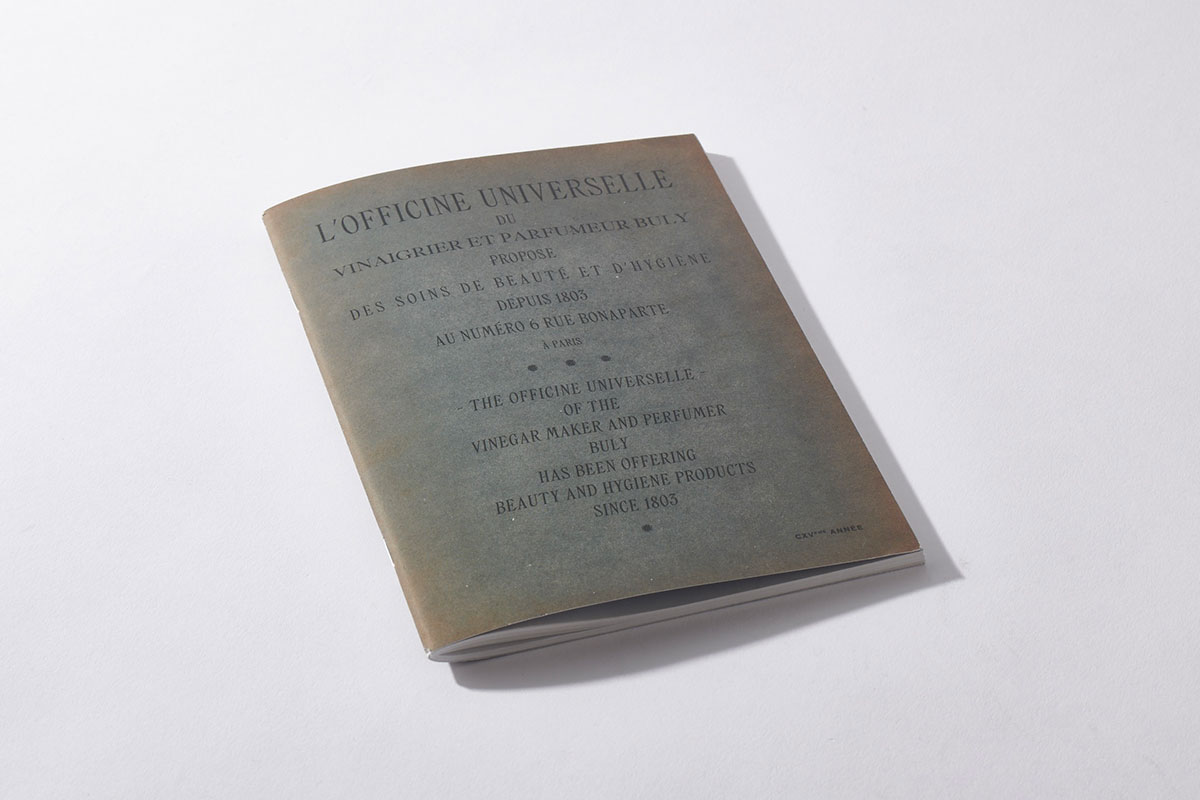 L'OFFICINE UNIVERSELLE
DU
VINAIGRIER ET PARFUMEUR BULY
PROPOSE
DES SOINS DE BEAUTÉ ET D'HYGIÈNE
DEPUIS 1803
AU NUMÉRO 6 RUE BONAPARTE
À PARIS
- THE OFFICINE UNIVERSELLE -
OF THE
VINEGAR MAKER AND PERFUMER
BULY
HAS BEEN OFFERING
BEAUTY AND HYGIENE PRODUCTS
SINCE 1803
CXVème ANNÉE